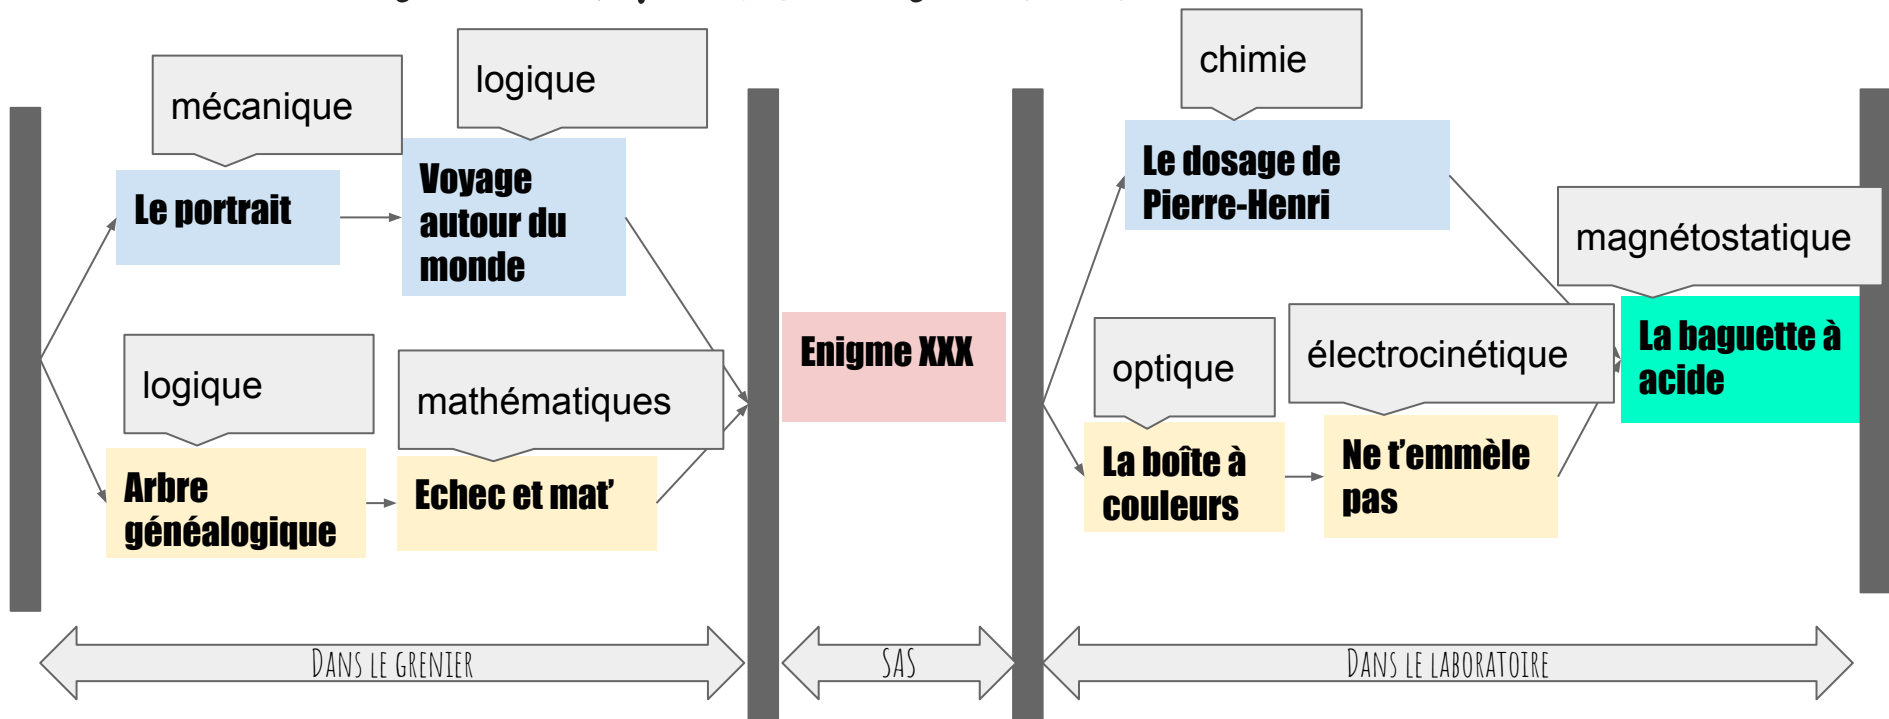 mécanique
logique
Le portrait
Voyage
autour du
monde
logique
mathématiques
Arbre
généalogique
Echec et mat’
Enigme XXX
chimie
Le dosage de
Pierre-Henri
magnétostatique
optique
électrocinétique
La baguette à
acide
La boîte à
couleurs
Ne t’emmèle
pas
DANS LE GRENIER
SAS
DANS LE LABORATOIRE